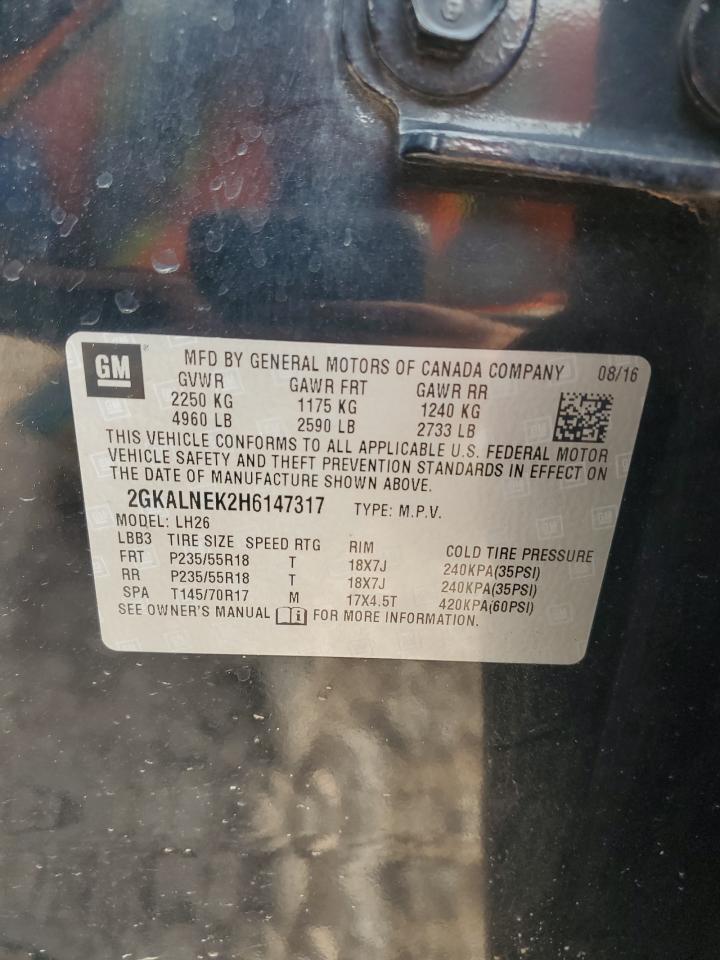 GM MFD BY GENERAL MOTORS OF CANADA COMPANY 08/16
GVWR GAWR FRT GAWR RR
2250 KG 1175 KG 1240 KG
4960 LB 2590 LB 2733 LB
THIS VEHICLE CONFORMS TO ALL APPLICABLE U.S. FEDERAL MOTOR
VEHICLE SAFETY AND THEFT PREVENTION STANDARDS IN EFFECT ON
THE DATE OF MANUFACTURE SHOWN ABOVE.
2GKALNEK2H6147317 TYPE: M.P.V.
MODEL: LH26
LBB3 TIRE SIZE SPEED RTG RIM COLD TIRE PRESSURE
FRT P235/55R18 T 18X7J 240KPA(35PSI)
RR P235/55R18 T 18X7J 240KPA(35PSI)
SPA T145/70R17 M 17X4.5T 420KPA(60PSI)
SEE OWNER'S MANUAL FOR MORE INFORMATION.